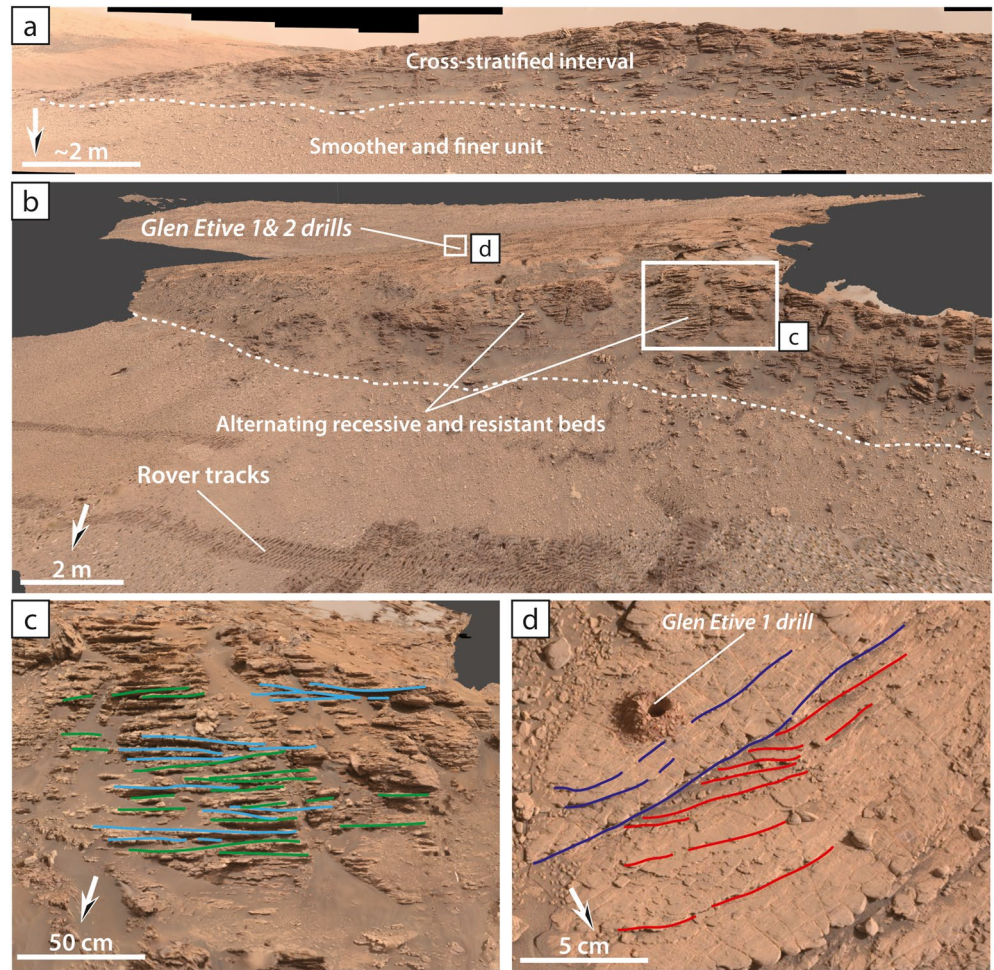 a
Cross-stratified interval
Smoother and finer unit
~2 m
b
Glen Etive 1& 2 drills
d
c
Alternating recessive and resistant beds
Rover tracks
2 m
c
50 cm
d
Glen Etive 1 drill
5 cm